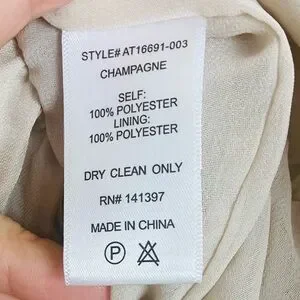 STYLE# AT16691-003
CHAMPAGNE
SELF:
100% POLYESTER
LINING:
100% POLYESTER
DRY CLEAN ONLY
RN# 141397
MADE IN CHINA
P